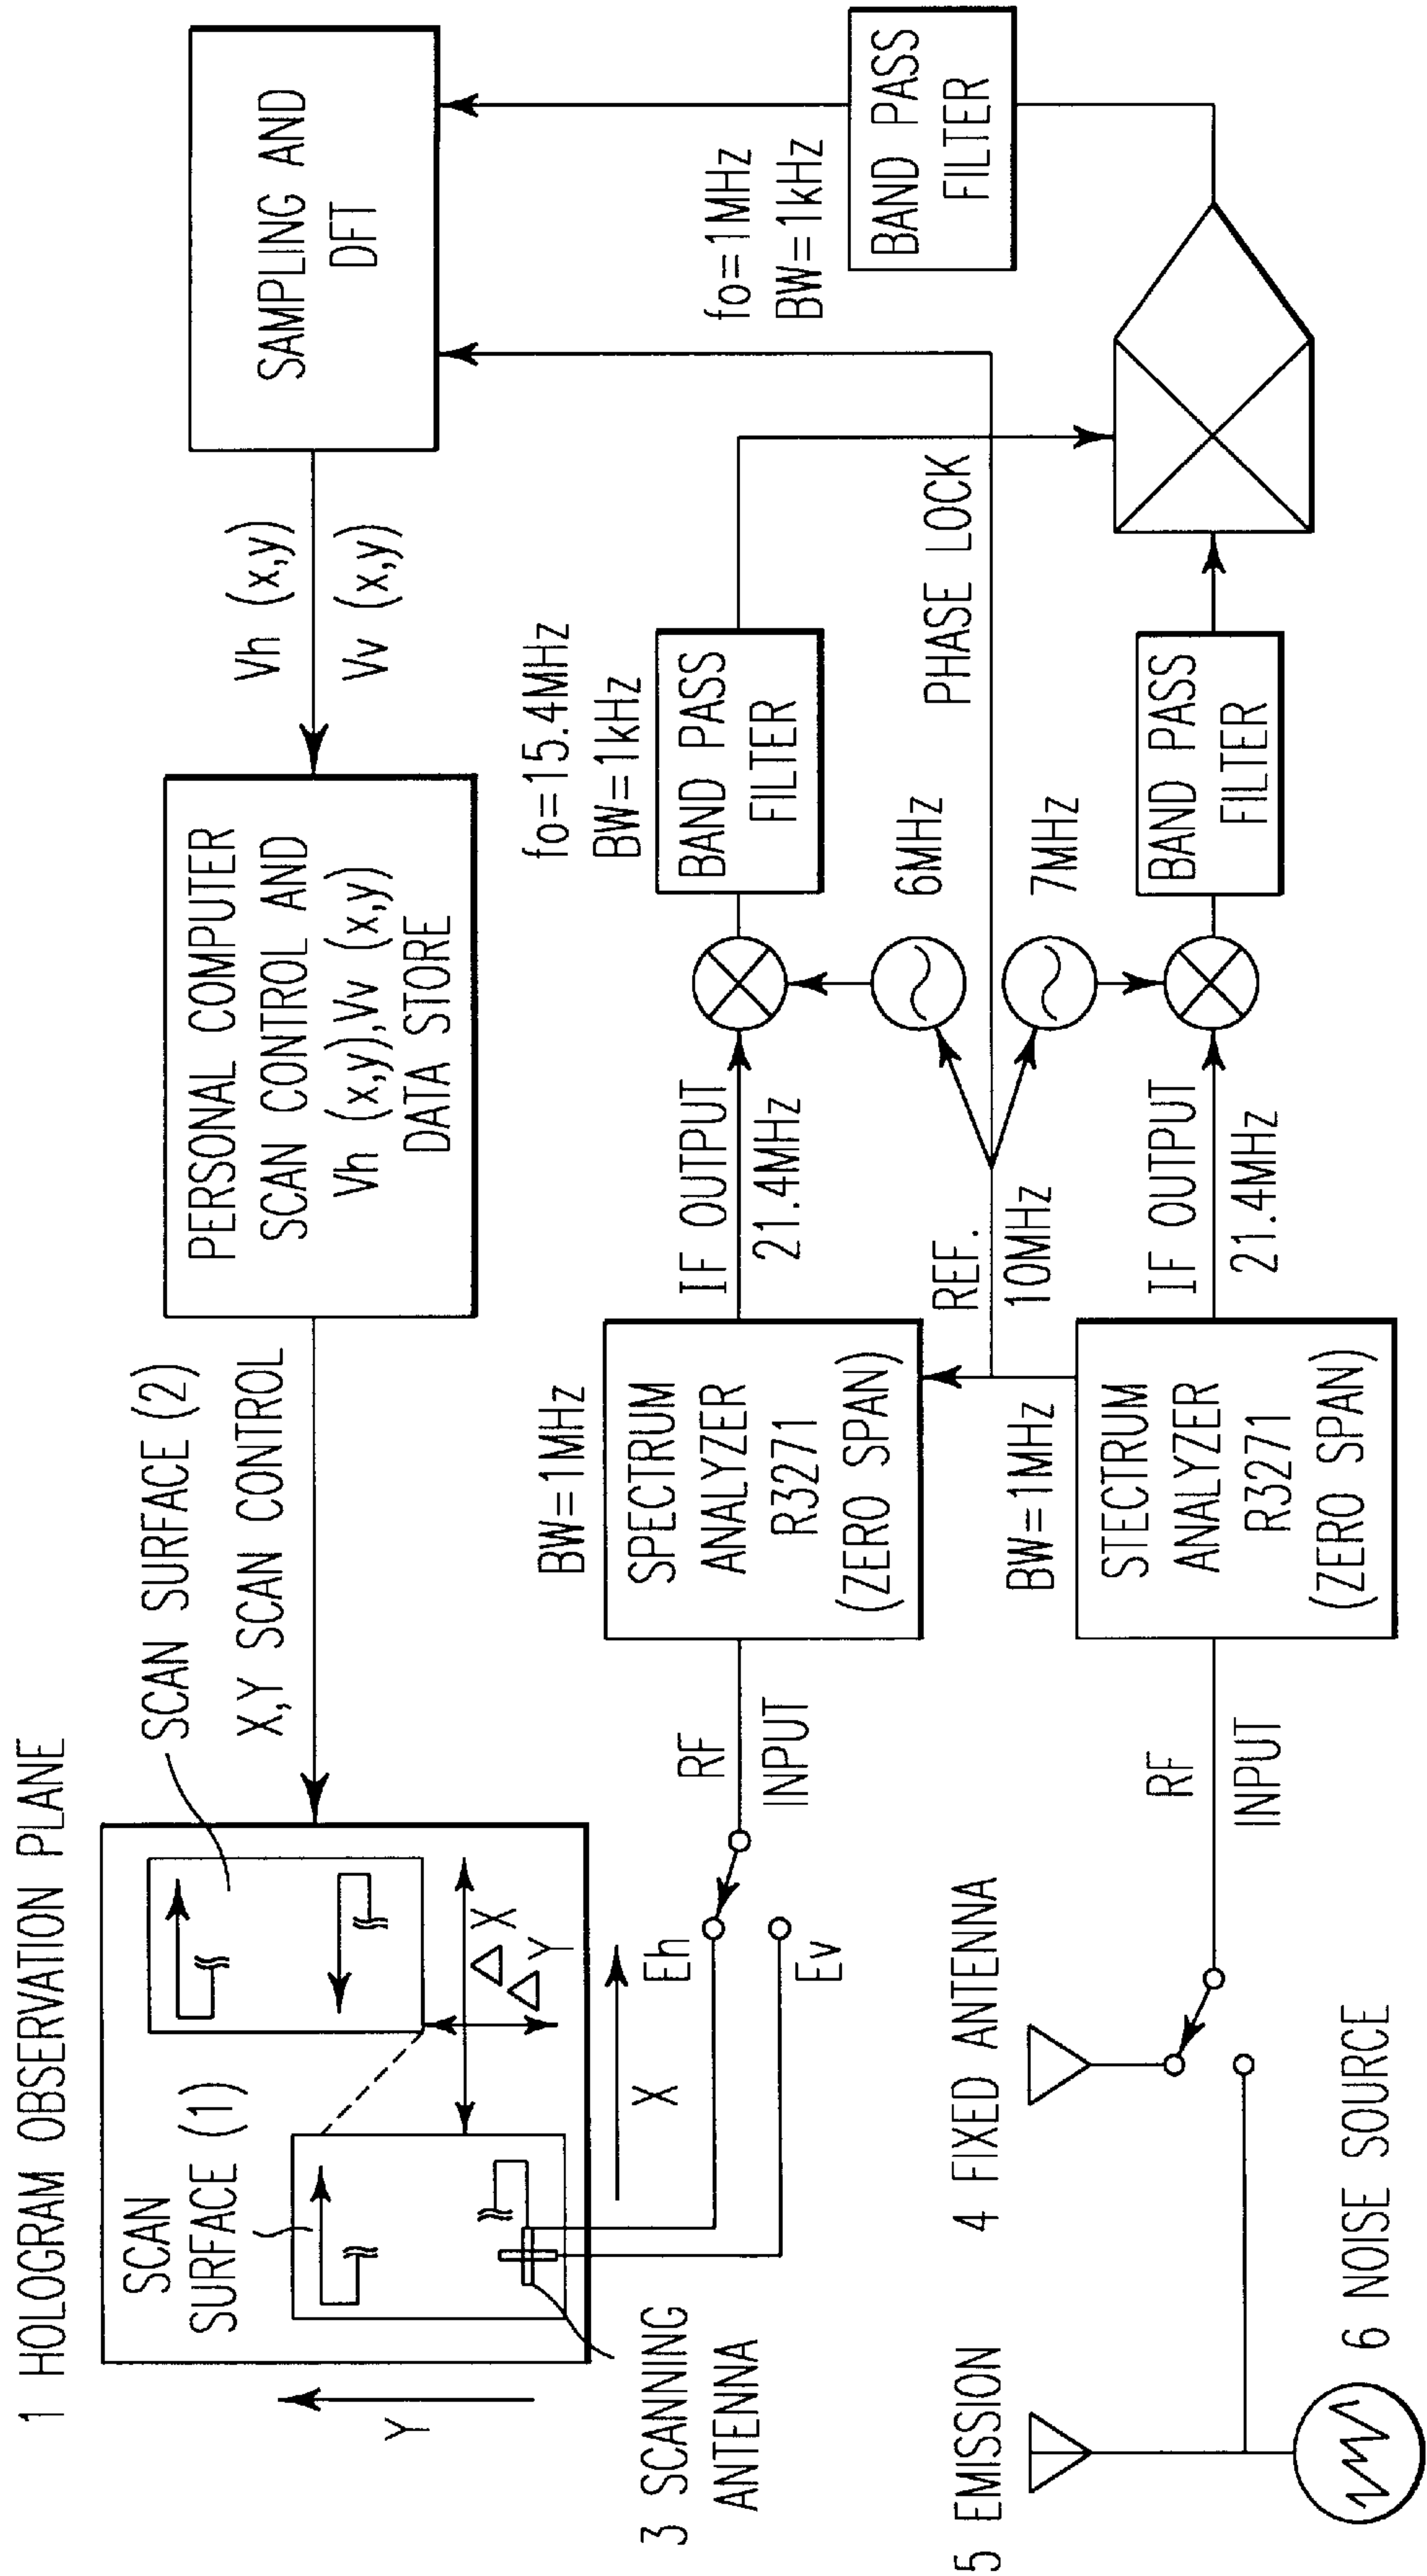 1 HOLOGRAM OBSERVATION PLANE
SCAN SURFACE (2)
X,Y SCAN CONTROL
SCAN
SURFACE (1)
Δ X
Δ Y
X
Y
PERSONAL COMPUTER
SCAN CONTROL AND
Vh (x,y),Vv (x,y)
DATA STORE
Vh (x,y)
Vv (x,y)
SAMPLING AND
DFT
3 SCANNING
ANTENNA
Eh
Ev
RF
INPUT
BW=1MHz
SPECTRUM
ANALYZER
R3271
(ZERO SPAN)
IF OUTPUT
21.4MHz
fo=15.4MHz
BW=1kHz
BAND PASS
FILTER
6MHz
7MHz
REF.
10MHz
PHASE LOCK
fo=1MHz
BW=1kHz
BAND PASS
FILTER
4 FIXED ANTENNA
5 EMISSION
6 NOISE SOURCE
RF
INPUT
BW=1MHz
STECTRUM
ANALYZER
R3271
(ZERO SPAN)
IF OUTPUT
21.4MHz
BAND PASS
FILTER